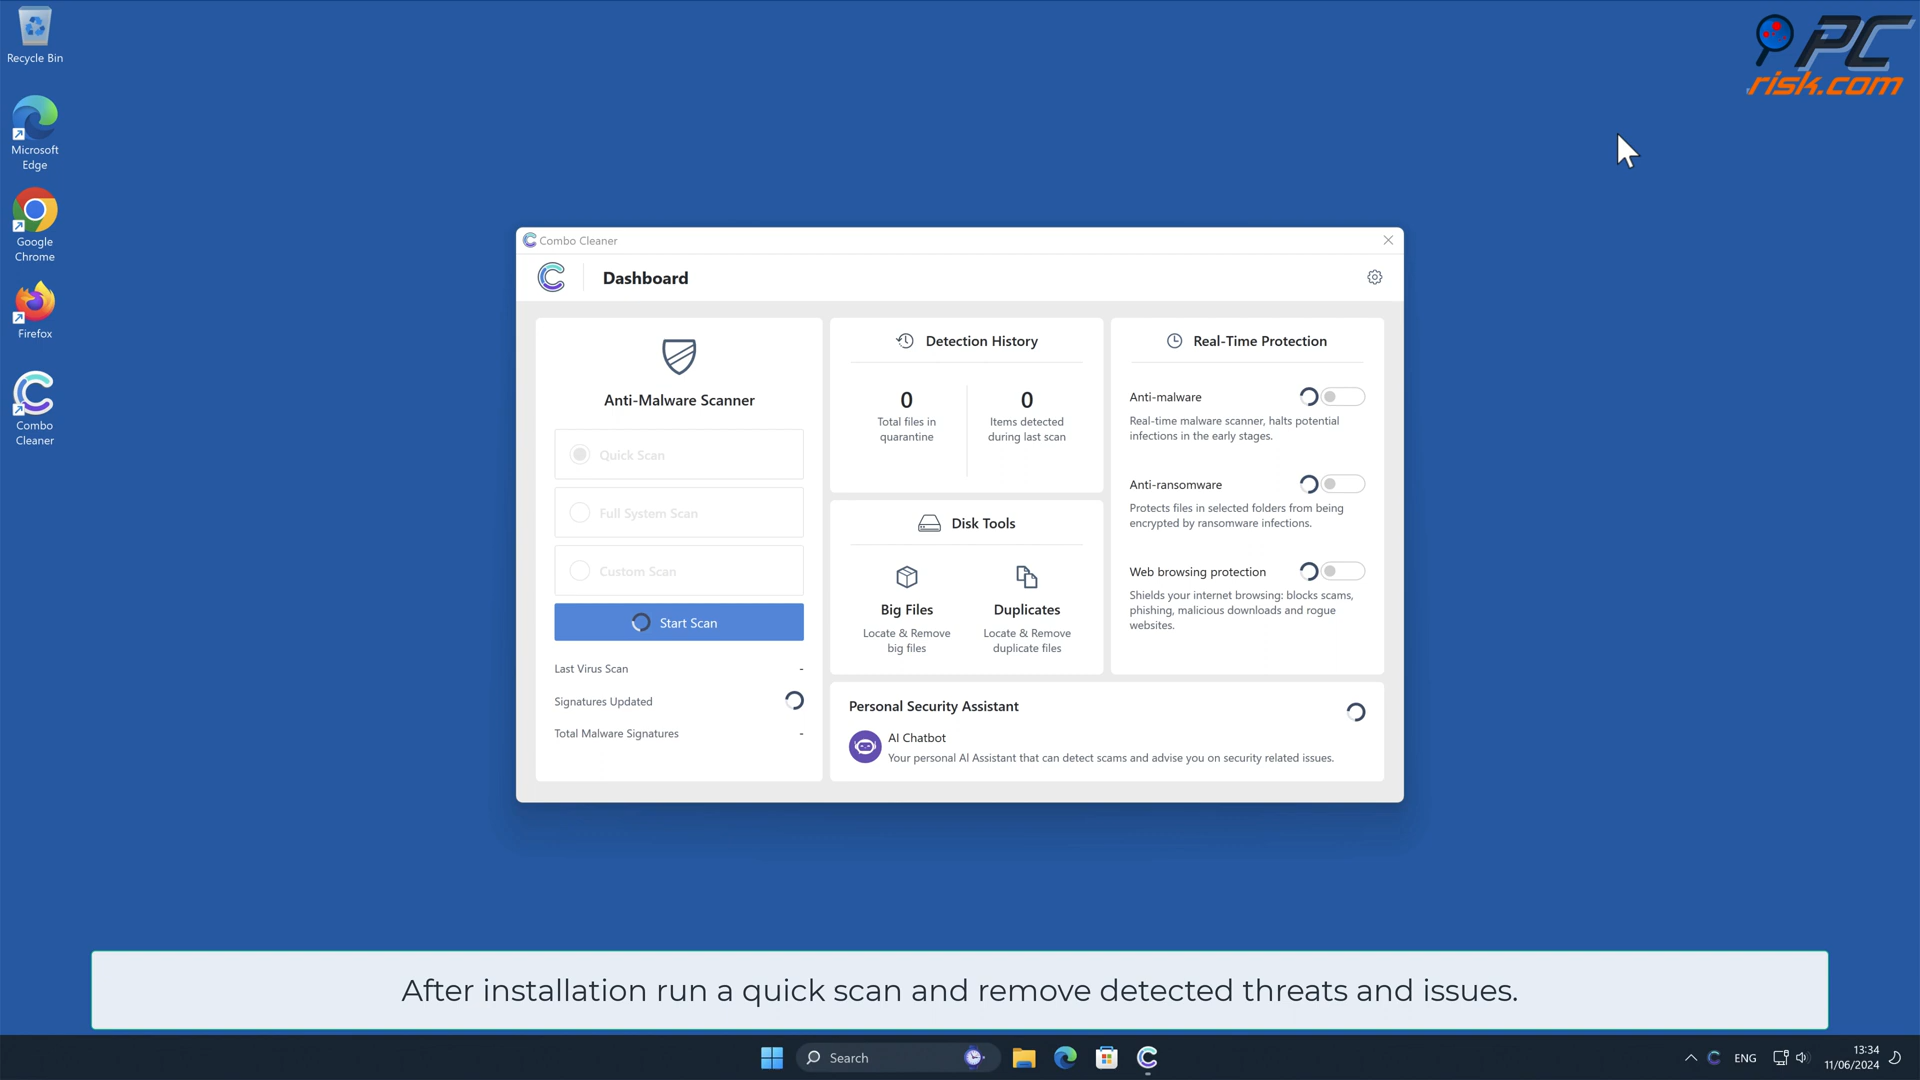 Recycle Bin
Microsoft
Edge
Google
Chrome
Firefox
Combo
Cleaner
PC
risk.com
Combo Cleaner
Dashboard
Anti-Malware Scanner
Quick Scan
Full System Scan
Custom Scan
Start Scan
Last Virus Scan -
Signatures Updated
Total Malware Signatures -
Detection History
0
Total files in
quarantine
0
Items detected
during last scan
Disk Tools
Big Files
Locate & Remove
big files
Duplicates
Locate & Remove
duplicate files
Real-Time Protection
Anti-malware
Real-time malware scanner, halts potential
infections in the early stages.
Anti-ransomware
Protects files in selected folders from being
encrypted by ransomware infections.
Web browsing protection
Shields your internet browsing: blocks scams,
phishing, malicious downloads and rogue
websites.
Personal Security Assistant
AI Chatbot
Your personal AI Assistant that can detect scams and advise you on security related issues.
After installation run a quick scan and remove detected threats and issues.
Search
ENG
13:34
11/06/2024